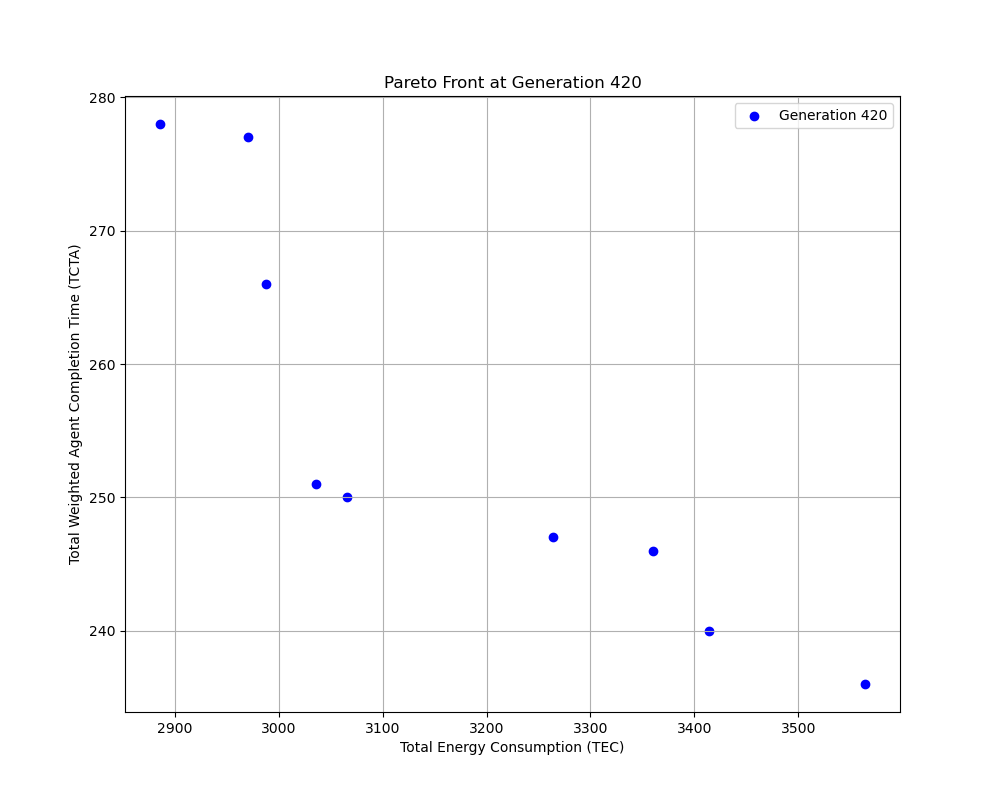 Pareto Front at Generation 420
Generation 420
280
270
260
250
240
Total Weighted Agent Completion Time (TCTA)
2900 3000 3100 3200 3300 3400 3500
Total Energy Consumption (TEC)